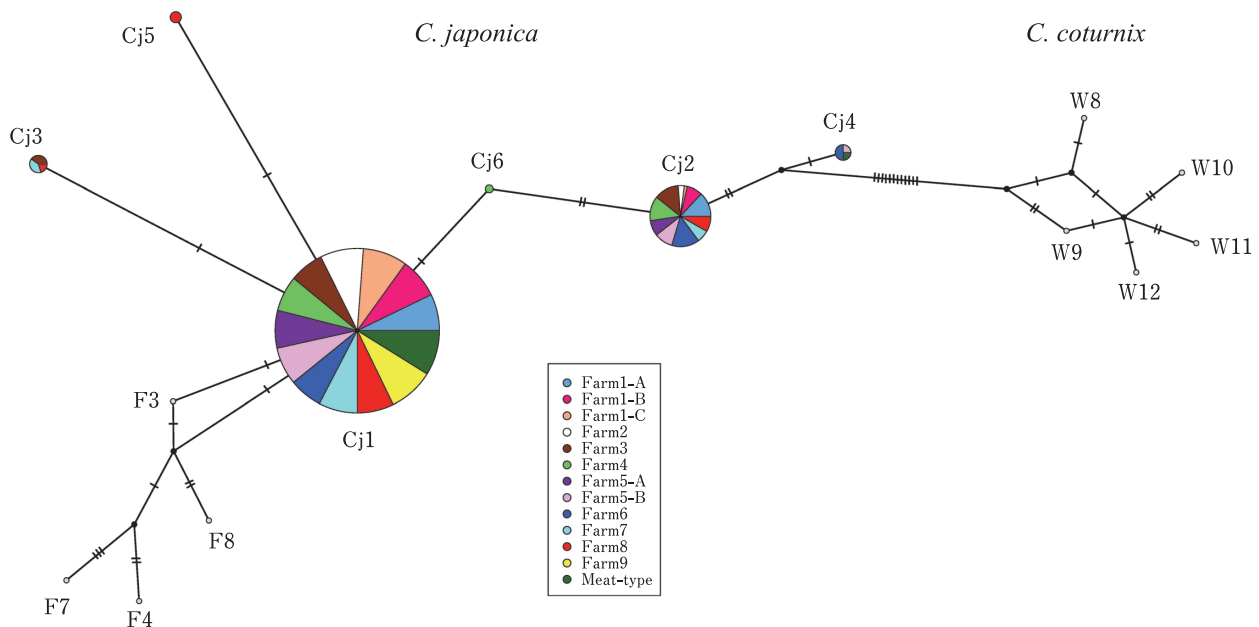 Cj5
C. japonica
C. coturnix
W8
Cj3
Cj4
W10
Cj6
Cj2
W9
W11
W12
F3
Cj1
F8
F7
F4
Farm1-A
Farm1-B
Farm1-C
Farm2
Farm3
Farm4
Farm5-A
Farm5-B
Farm6
Farm7
Farm8
Farm9
Meat-type